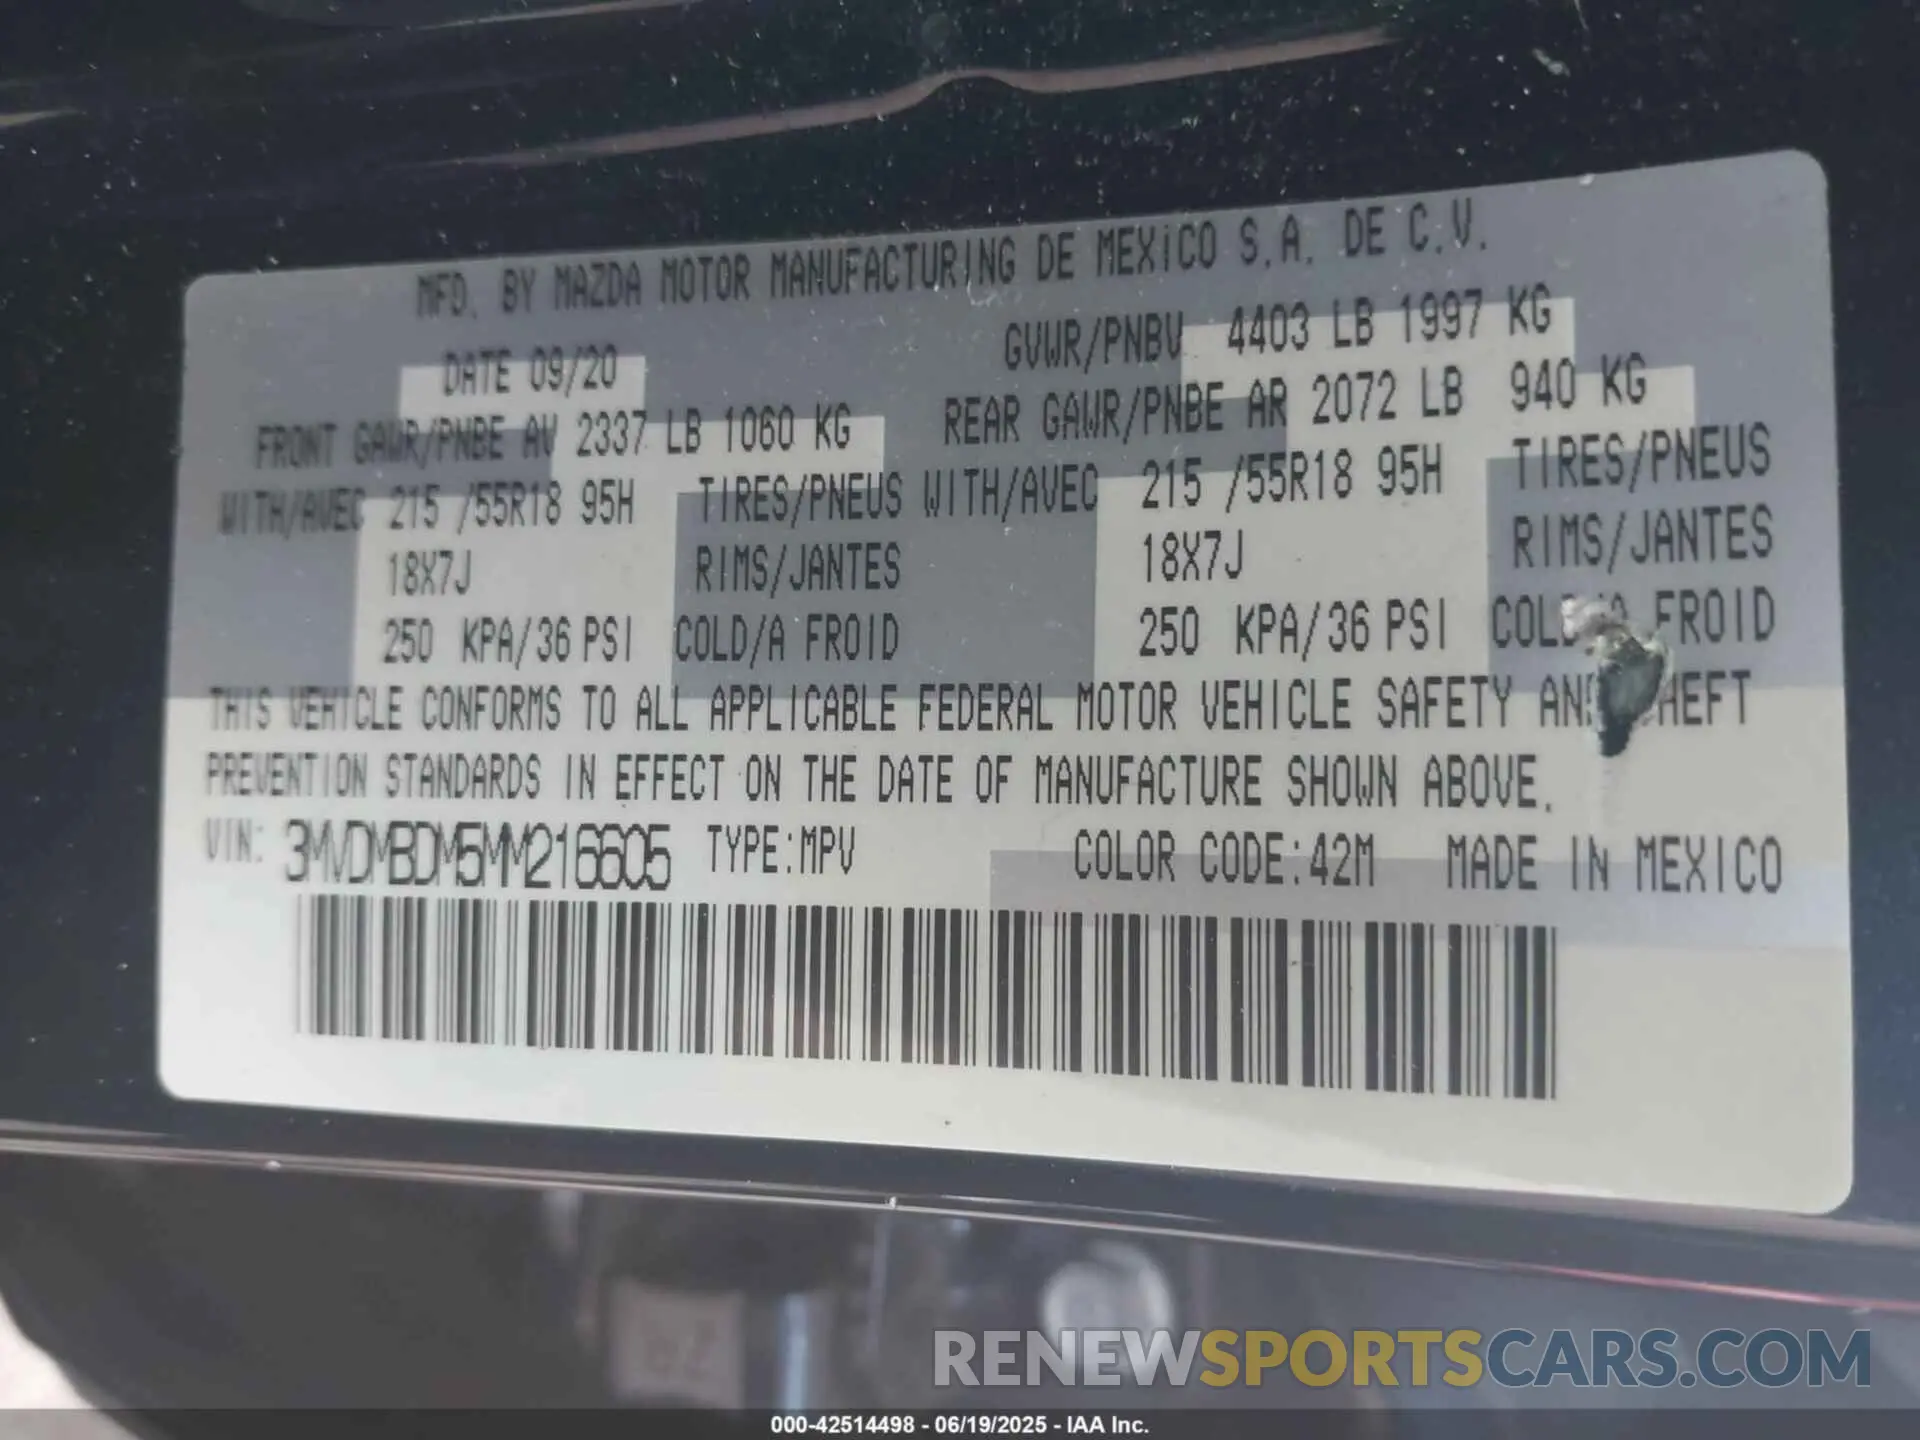 MFD. BY MAZDA MOTOR MANUFACTURING DE MEXICO S.A. DE C.V.
DATE 09/20 GVWR/PNBV 4403 LB 1997 KG
FRONT GAWR/PNBE AV 2337 LB 1060 KG REAR GAWR/PNBE AR 2072 LB 940 KG
WITH/AVEC 215 /55R18 95H TIRES/PNEUS WITH/AVEC 215 /55R18 95H TIRES/PNEUS
18X7J RIMS/JANTES 18X7J RIMS/JANTES
250 KPA/36 PSI COLD/A FROID 250 KPA/36 PSI COLD/A FROID
THIS VEHICLE CONFORMS TO ALL APPLICABLE FEDERAL MOTOR VEHICLE SAFETY AND THEFT
PREVENTION STANDARDS IN EFFECT ON THE DATE OF MANUFACTURE SHOWN ABOVE.
VIN: 3MVDMBDM5MM216605 TYPE:MPV COLOR CODE:42M MADE IN MEXICO
RENEWSPORTSCARS.COM
000-42514498 - 06/19/2025 - IAA Inc.